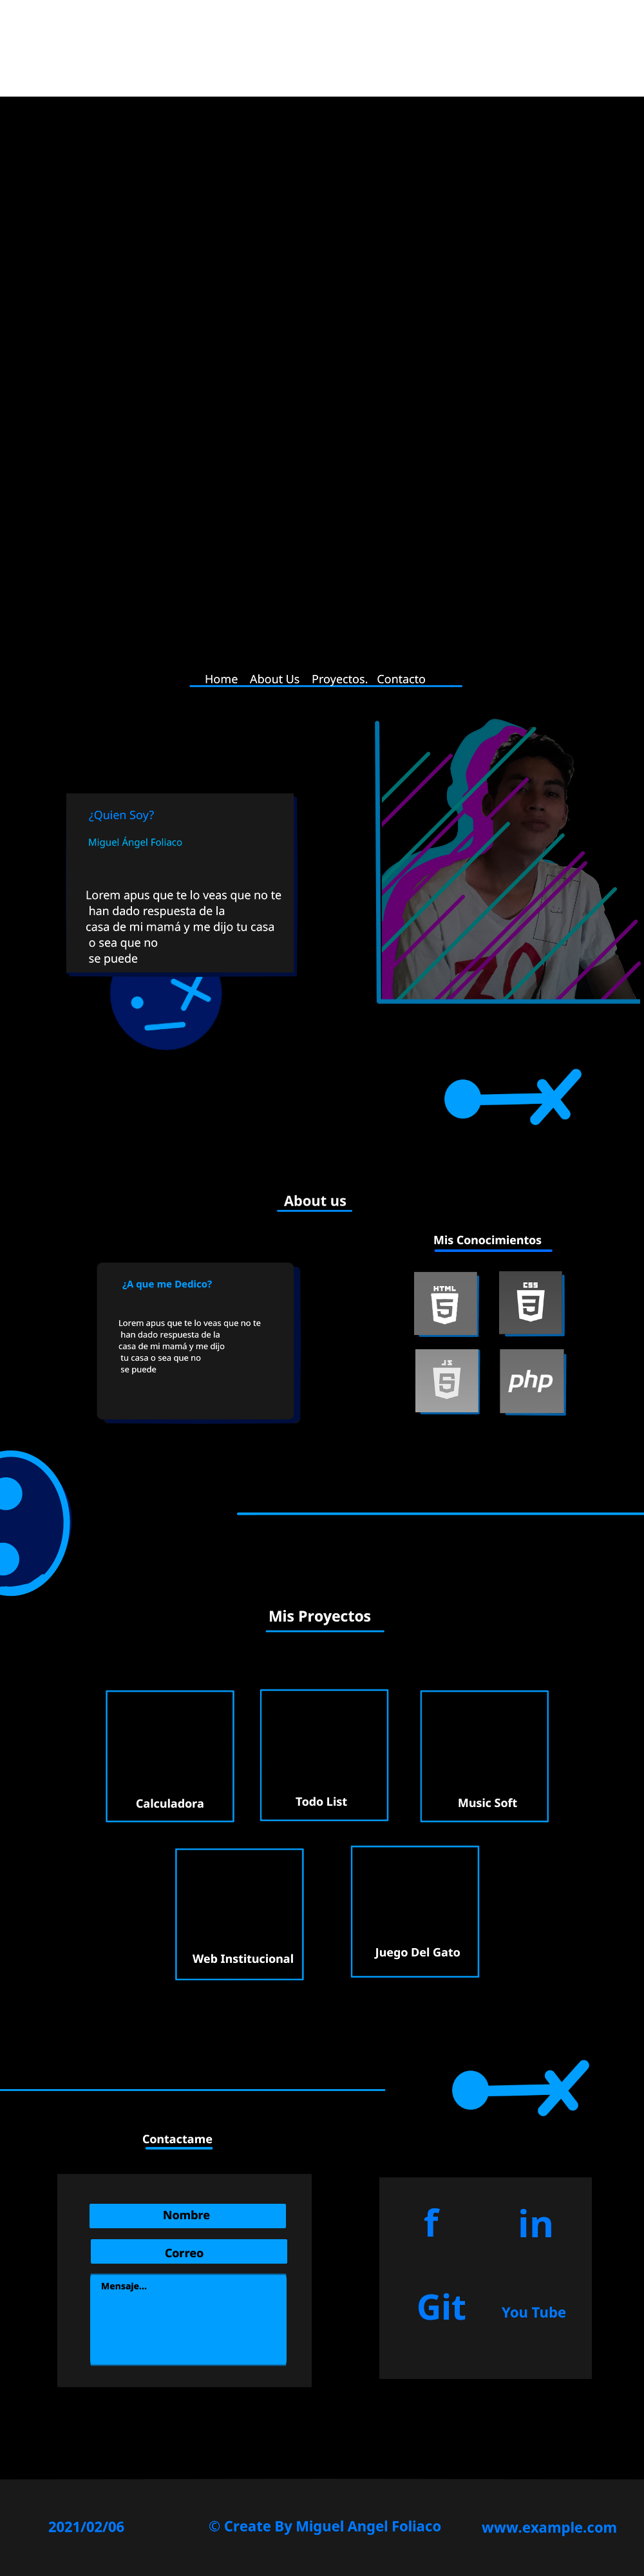 Home About Us Proyectos. Contacto
¿Quien Soy?
Miguel Ángel Foliaco
Lorem apus que te lo veas que no te
han dado respuesta de la
casa de mi mamá y me dijo tu casa
o sea que no
se puede
About us
Mis Conocimientos
¿A que me Dedico?
Lorem apus que te lo veas que no te
han dado respuesta de la
casa de mi mamá y me dijo
tu casa o sea que no
se puede
HTML
5
CSS
3
JS
5
php
Mis Proyectos
Calculadora
Todo List
Music Soft
Web Institucional
Juego Del Gato
Contactame
Nombre
Correo
Mensaje...
f
in
Git
You Tube
2021/02/06
© Create By Miguel Angel Foliaco
www.example.com